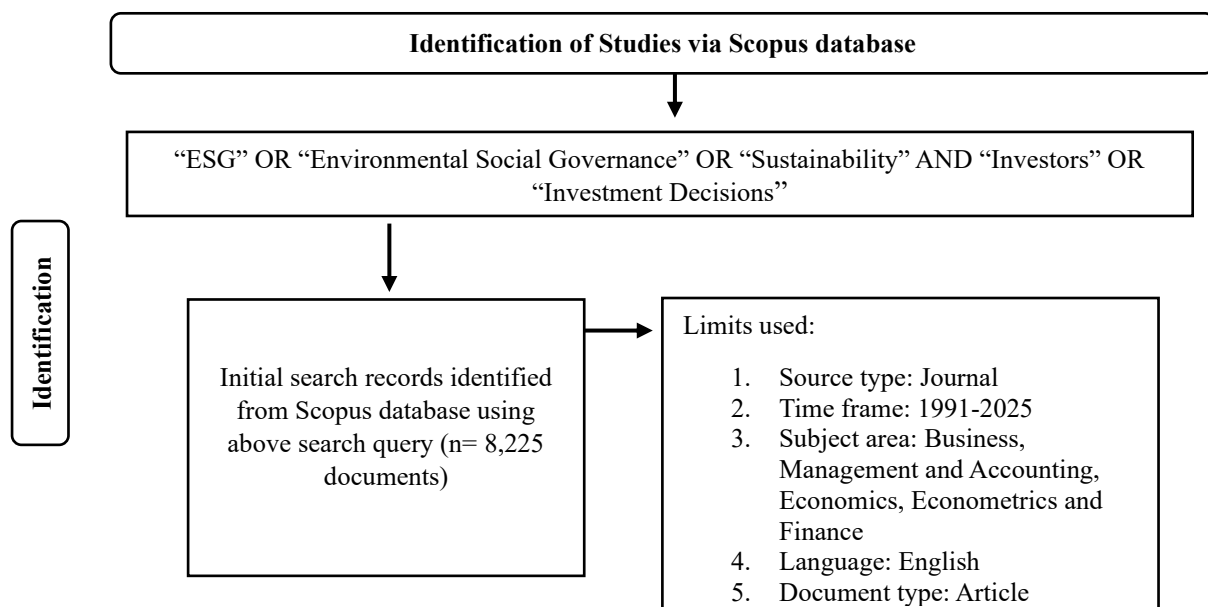 Identification of Studies via Scopus database
“ESG” OR “Environmental Social Governance” OR “Sustainability” AND “Investors” OR
“Investment Decisions”
Identification
Initial search records identified
from Scopus database using
above search query (n= 8,225
documents)
Limits used:
1. Source type: Journal
2. Time frame: 1991-2025
3. Subject area: Business,
Management and Accounting,
Economics, Econometrics and
Finance
4. Language: English
5. Document type: Article